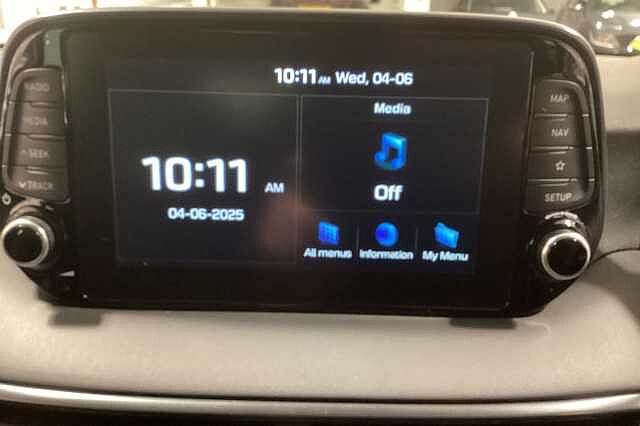 10:11 AM Wed, 04-06
RADIO
MEDIA
SEEK
TRACK
10:11 AM
04-06-2025
Media
Off
All menus
Information
My Menu
MAP
NAV
SETUP